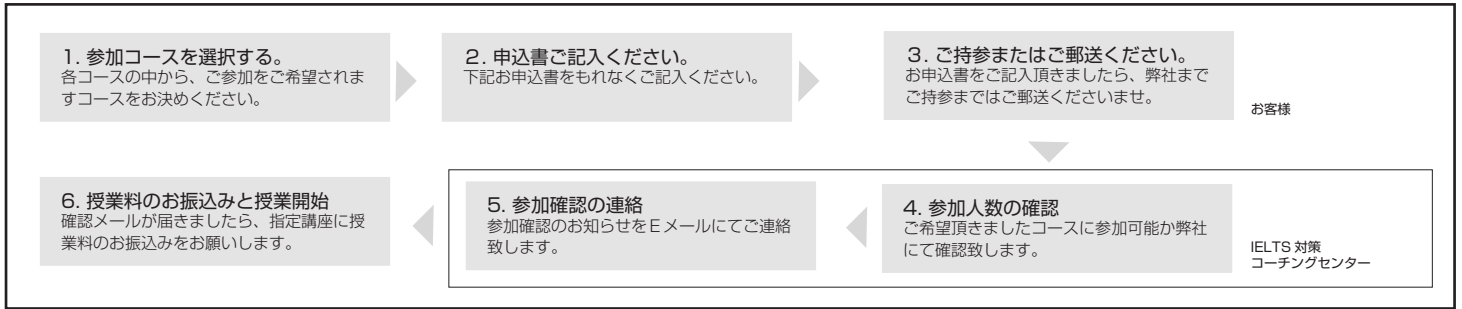 1. 参加コースを選択する。
各コースの中から、ご参加をご希望されま
すコースをお決めください。
2. 申込書ご記入ください。
下記お申込書をもれなくご記入ください。
3. ご持参またはご郵送ください。
お申込書をご記入頂きましたら、弊社まで
ご持参まではご郵送くださいませ。
お客様
4. 参加人数の確認
ご希望頂きましたコースに参加可能か弊社
にて確認致します。
IELTS 対策
コーチングセンター
5. 参加確認の連絡
参加確認のお知らせをEメールにてご連絡
致します。
6. 授業料のお振込みと授業開始
確認メールが届きましたら、指定講座に授
業料のお振込みをお願いします。